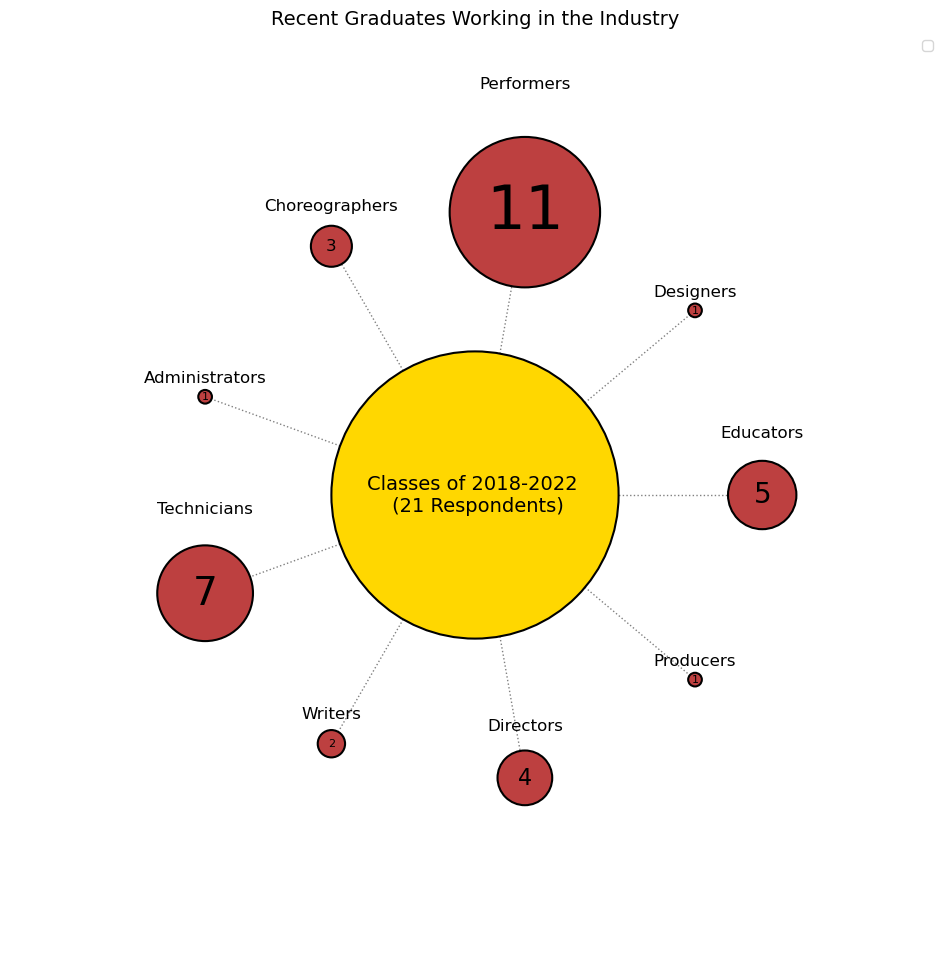 Recent Graduates Working in the Industry
Performers
11
Choreographers
3
Designers
1
Administrators
1
Educators
5
Classes of 2018-2022
(21 Respondents)
Technicians
7
Producers
1
Writers
2
Directors
4